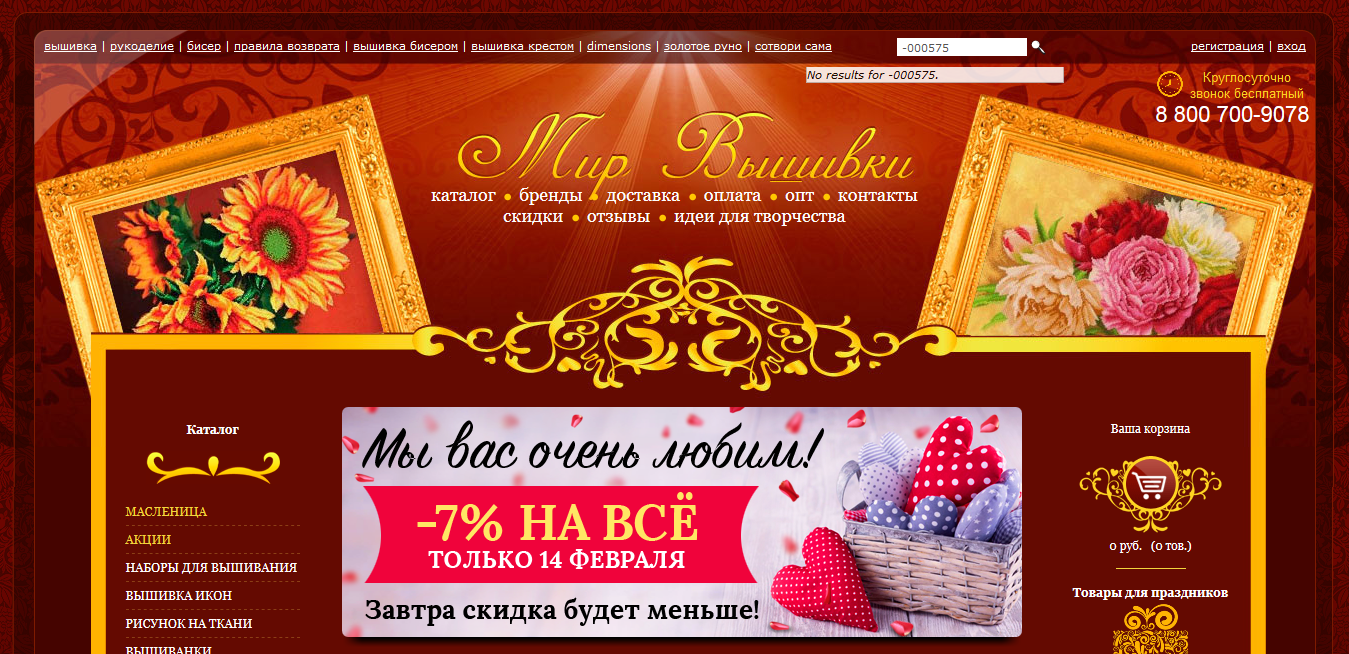 вышивка | рукоделие | бисер | правила возврата | вышивка бисером | вышивка крестом | dimensions | золотое руно | сотвори сама
-000575
регистрация | вход
No results for -000575.
Круглосуточно
звонок бесплатный
8 800 700-9078
Мир Вышивки
каталог • бренды • доставка • оплата • опт • контакты
скидки • отзывы • идеи для творчества
Каталог
МАСЛЕНИЦА
АКЦИИ
НАБОРЫ ДЛЯ ВЫШИВАНИЯ
ВЫШИВКА ИКОН
РИСУНОК НА ТКАНИ
ВЫШИВАНКИ
Мы вас очень любим!
-7% НА ВСЁ
ТОЛЬКО 14 ФЕВРАЛЯ
Завтра скидка будет меньше!
Ваша корзина
0 руб. (0 тов.)
Товары для праздников